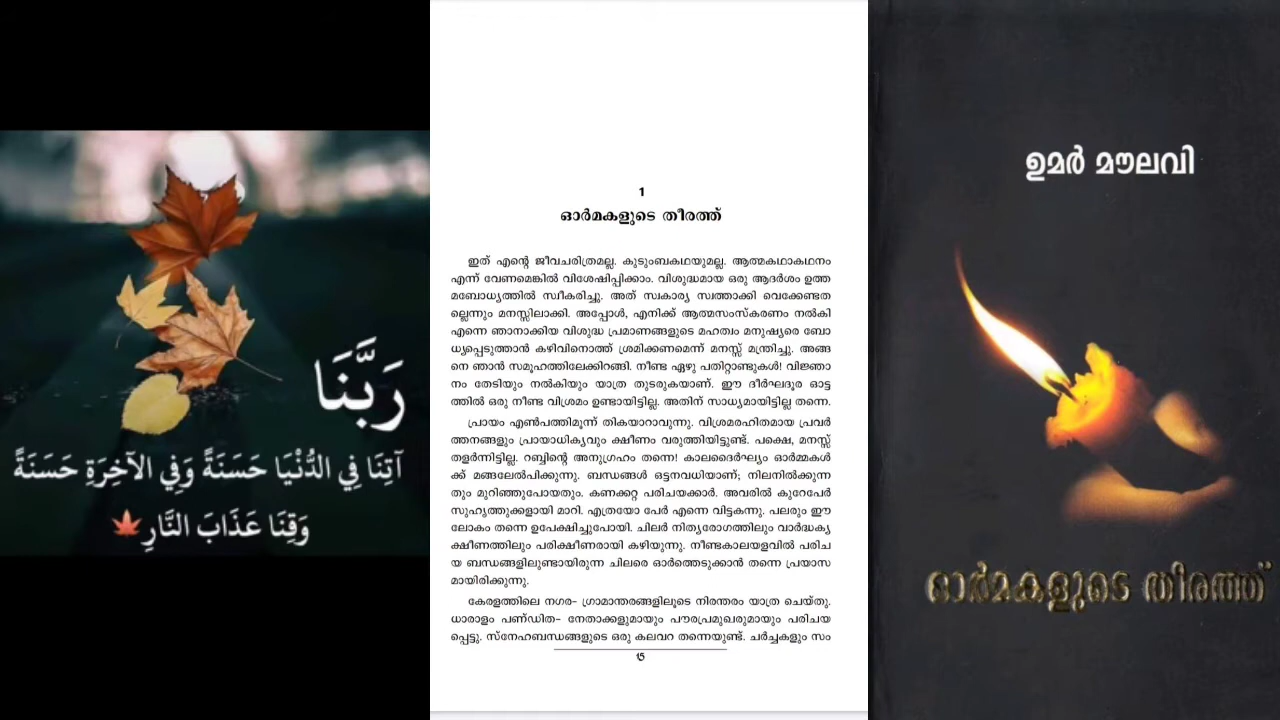 رَبَّنَا
آتِنَا فِي الدُّنْيَا حَسَنَةً وَفِي الآخِرَةِ حَسَنَةً
وَقِنَا عَذَابَ النَّارِ
1
ഓർമകളുടെ തീരത്ത്
ഇത് എന്റെ ജീവചരിത്രമല്ല. കുടുംബകഥയുമല്ല. ആത്മകഥാകഥനം
എന്ന് വേണമെങ്കിൽ വിശേഷിപ്പിക്കാം. വിശുദ്ധമായ ഒരു ആദർശം ഉത്ത
മബോധ്യത്തിൽ സ്വീകരിച്ചു. അത് സ്വകാര്യ സ്വത്താക്കി വെക്കേണ്ടത
ല്ലെന്നും മനസ്സിലാക്കി. അപ്പോൾ, എനിക്ക് ആത്മസംസ്കരണം നൽകി
എന്നെ ഞാനാക്കിയ വിശുദ്ധ പ്രമാണങ്ങളുടെ മഹത്വം മനുഷ്യരെ ബോ
ധ്യപ്പെടുത്താൻ കഴിവിനൊത്ത് ശ്രമിക്കണമെന്ന് മനസ്സ് മന്ത്രിച്ചു. അങ്ങ
നെ ഞാൻ സമൂഹത്തിലേക്കിറങ്ങി. നീണ്ട ഏഴു പതിറ്റാണ്ടുകൾ! വിജ്ഞാ
നം തേടിയും നൽകിയും യാത്ര തുടരുകയാണ്. ഈ ദീർഘദൂര ഓട്ട
ത്തിൽ ഒരു നീണ്ട വിശ്രമം ഉണ്ടായിട്ടില്ല. അതിന് സാധ്യമായിട്ടില്ല തന്നെ.
പ്രായം എൺപത്തിമൂന്ന് തികയാറാവുന്നു. വിശ്രമരഹിതമായ പ്രവർ
ത്തനങ്ങളും പ്രായാധിക്യവും ക്ഷീണം വരുത്തിയിട്ടുണ്ട്. പക്ഷെ, മനസ്സ്
തളർന്നിട്ടില്ല. റബ്ബിന്റെ അനുഗ്രഹം തന്നെ! കാലദൈർഘ്യം ഓർമ്മകൾ
ക്ക് മങ്ങലേൽപിക്കുന്നു. ബന്ധങ്ങൾ ഒട്ടനവധിയാണ്; നിലനിൽക്കുന്ന
തും മുറിഞ്ഞുപോയതും. കണക്കറ്റ പരിചയക്കാർ. അവരിൽ കുറേപേർ
സുഹൃത്തുക്കളായി മാറി. എത്രയോ പേർ എന്നെ വിട്ടകന്നു. പലരും ഈ
ലോകം തന്നെ ഉപേക്ഷിച്ചുപോയി. ചിലർ നിത്യരോഗത്തിലും വാർദ്ധക്യ
ക്ഷീണത്തിലും പരിക്ഷീണരായി കഴിയുന്നു. നീണ്ടകാലയളവിൽ പരിച
യ ബന്ധങ്ങളിലുണ്ടായിരുന്ന ചിലരെ ഓർത്തെടുക്കാൻ തന്നെ പ്രയാസ
മായിരിക്കുന്നു.
കേരളത്തിലെ നഗര- ഗ്രാമാന്തരങ്ങളിലൂടെ നിരന്തരം യാത്ര ചെയ്തു.
ധാരാളം പണ്ഡിത- നേതാക്കളുമായും പൗരപ്രമുഖരുമായും പരിചയ
പ്പെട്ടു. സ്നേഹബന്ധങ്ങളുടെ ഒരു കലവറ തന്നെയുണ്ട്. ചർച്ചകളും സം
ഉമർ മൗലവി
ഓർമകളുടെ തീരത്ത്